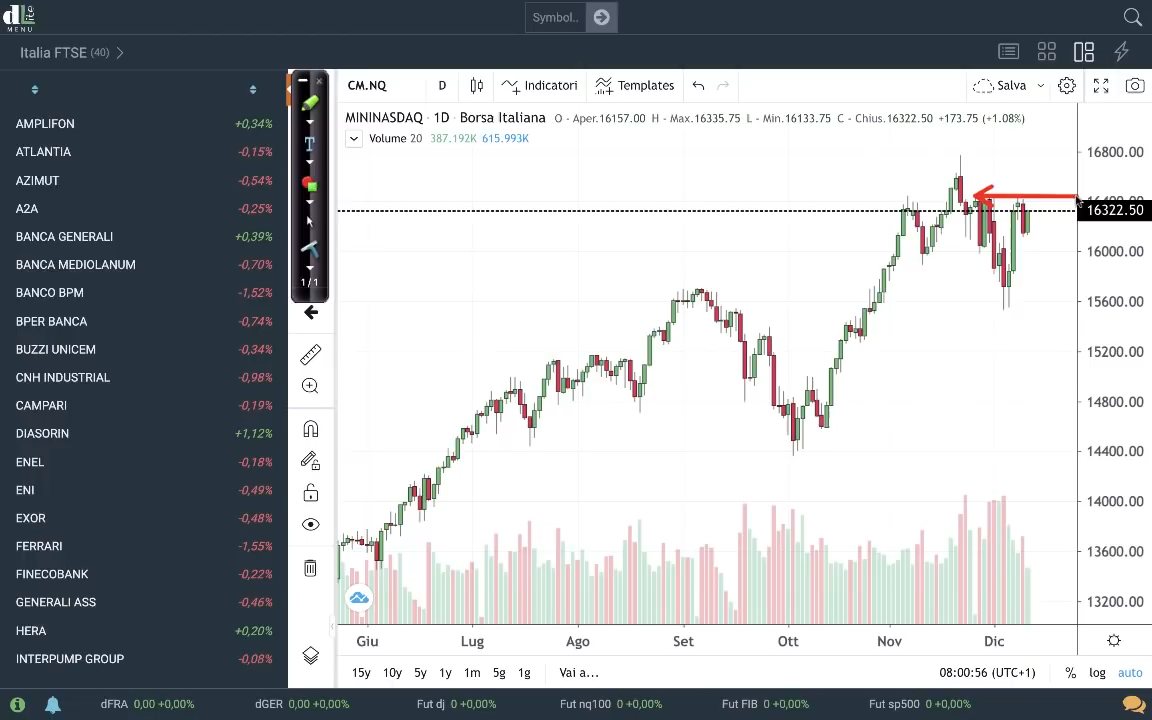 dL ite
MENU
Symbol..
Italia FTSE (40)
AMPLIFON +0,34%
ATLANTIA -0,15%
AZIMUT -0,54%
A2A -0,25%
BANCA GENERALI +0,39%
BANCA MEDIOLANUM -0,70%
BANCO BPM -1,52%
BPER BANCA -0,74%
BUZZI UNICEM -0,34%
CNH INDUSTRIAL -0,98%
CAMPARI -0,19%
DIASORIN +1,12%
ENEL -0,18%
ENI -0,49%
EXOR -0,48%
FERRARI -1,55%
FINECOBANK -0,22%
GENERALI ASS -0,46%
HERA +0,20%
INTERPUMP GROUP -0,08%
T
1/1
CM.NQ D Indicatori Templates Salva
MININASDAQ · 1D · Borsa Italiana O - Aper.16157.00 H - Max.16335.75 L - Min.16133.75 C - Chius.16322.50 +173.75 (+1.08%)
Volume 20 387.192K 615.993K
16800.00
16322.50
16000.00
15600.00
15200.00
14800.00
14400.00
14000.00
13600.00
13200.00
Giu Lug Ago Set Ott Nov Dic
15y 10y 5y 1y 1m 5g 1g Vai a... 08:00:56 (UTC+1) % log auto
dFRA 0,00 +0,00% dGER 0,00 +0,00% Fut dj 0 +0,00% Fut nq100 0 +0,00% Fut FIB 0 +0,00% Fut sp500 0 +0,00%